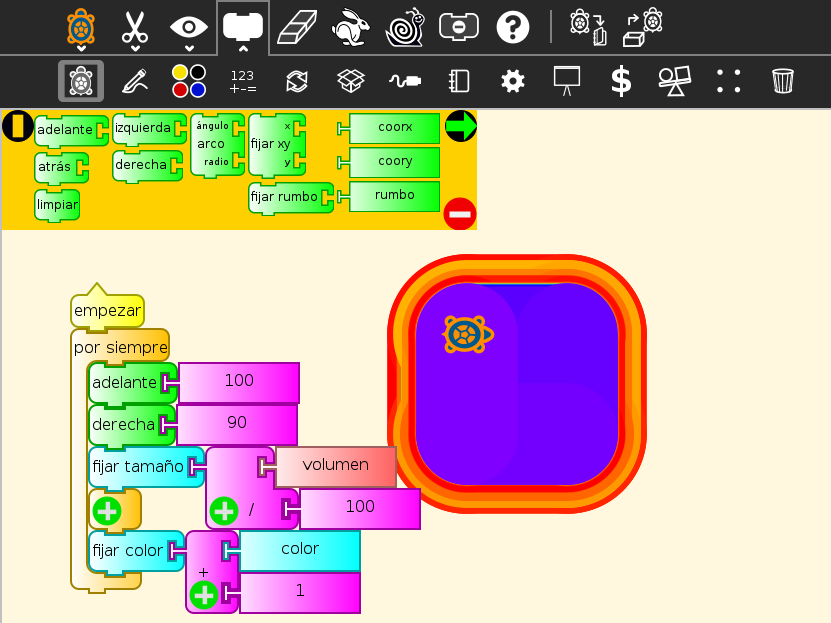 ?
123
+-=
$
adelante
izquierda
ángulo
arco
radio
x
fijar xy
y
coorx
atrás
derecha
coory
limpiar
fijar rumbo
rumbo
empezar
por siempre
adelante 100
derecha 90
fijar tamaño volumen
/ 100
fijar color color
+
1